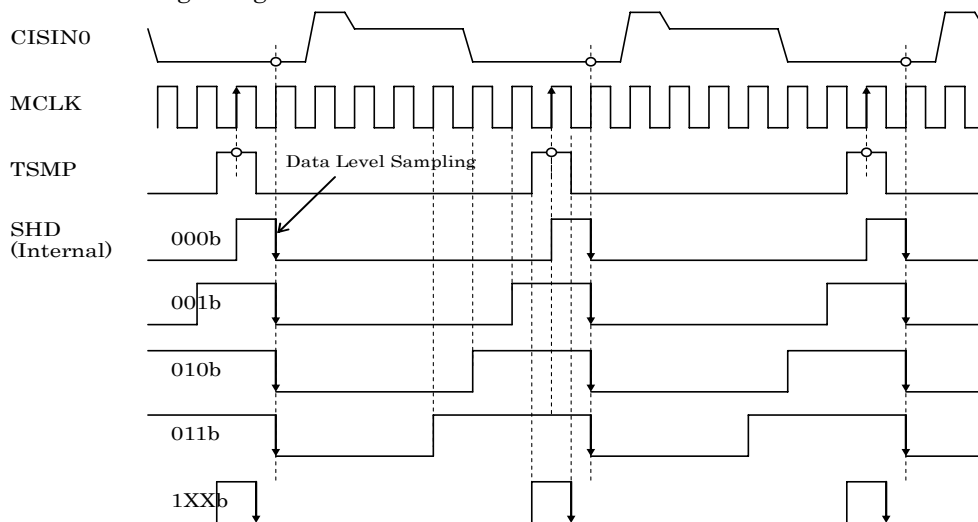 CISIN0
MCLK
TSMP
Data Level Sampling
SHD
(Internal)
000b
001b
010b
011b
1XXb